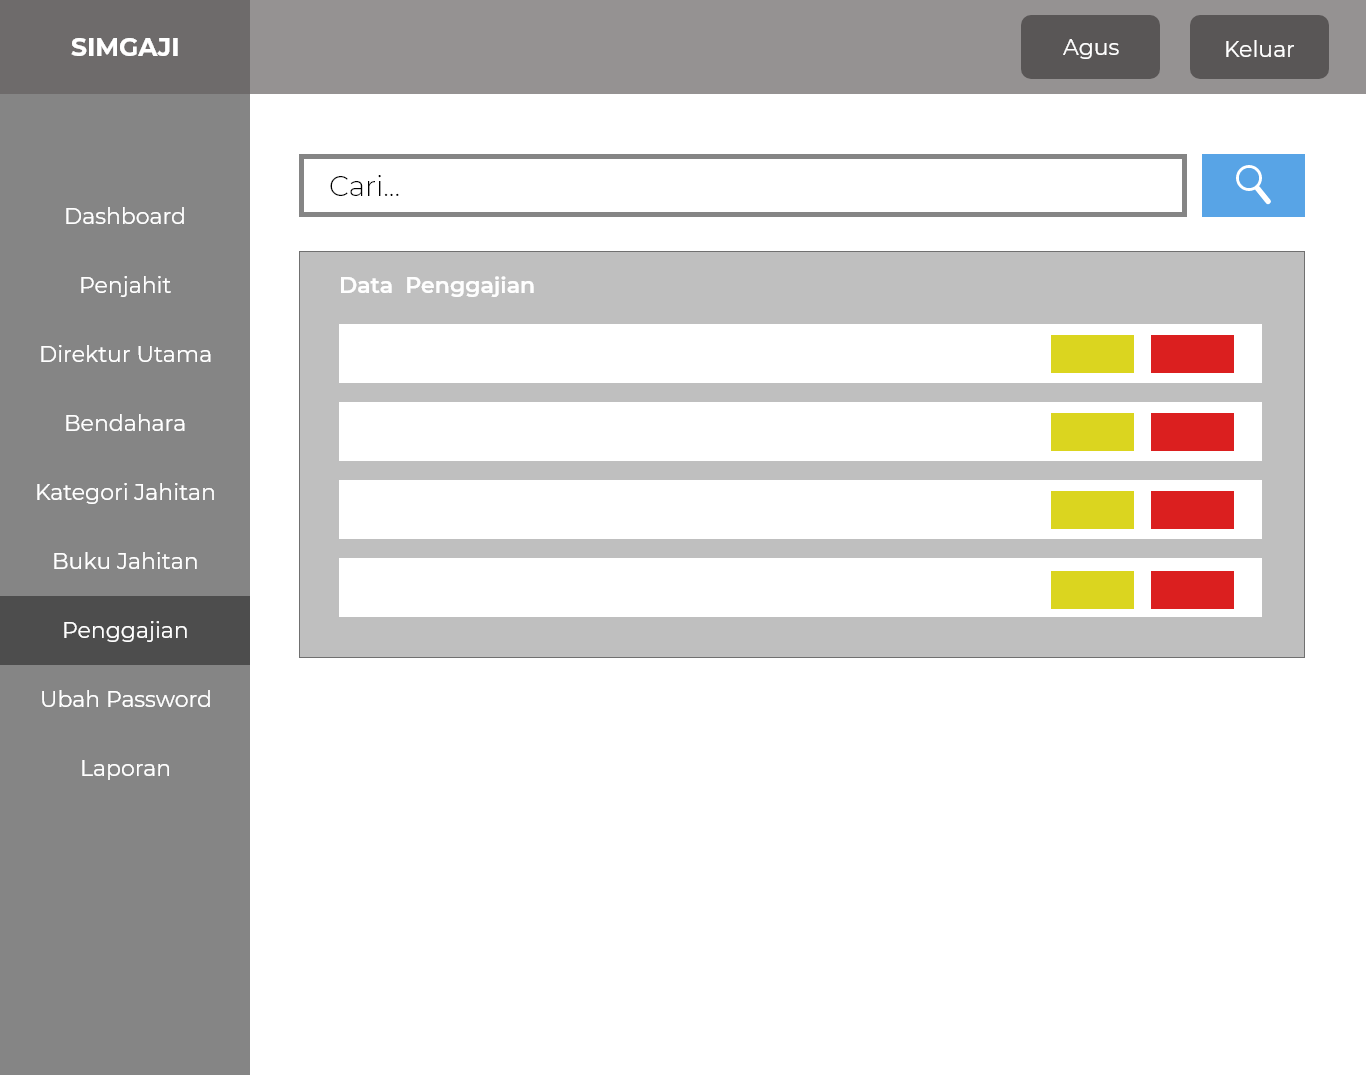 SIMGAJI
Agus
Keluar
Dashboard
Penjahit
Direktur Utama
Bendahara
Kategori Jahitan
Buku Jahitan
Penggajian
Ubah Password
Laporan
Cari...
Data Penggajian